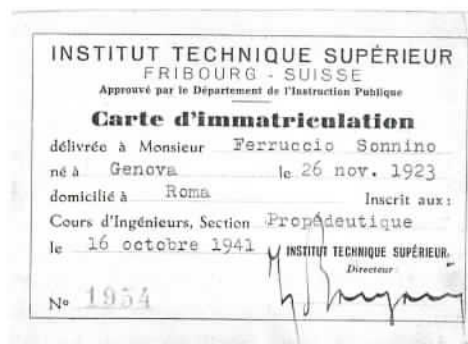 INSTITUT TECHNIQUE SUPÉRIEUR
FRIBOURG - SUISSE
Approuvé par le Département de l'Instruction Publique
Carte d'immatriculation
délivrée à Monsieur Ferruccio Sonnino
né à Genova le 26 nov. 1923
domicilié à Roma Inscrit aux:
Cours d'Ingénieurs, Section Propédeutique
le 16 octobre 1941 INSTITUT TECHNIQUE SUPÉRIEUR.
Directeur
No 1954